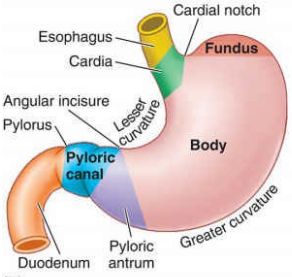 Cardial notch
Esophagus
Fundus
Cardia
Angular incisure
Lesser
curvature
Pylorus
Body
Pyloric
canal
Greater curvature
Pyloric
antrum
Duodenum